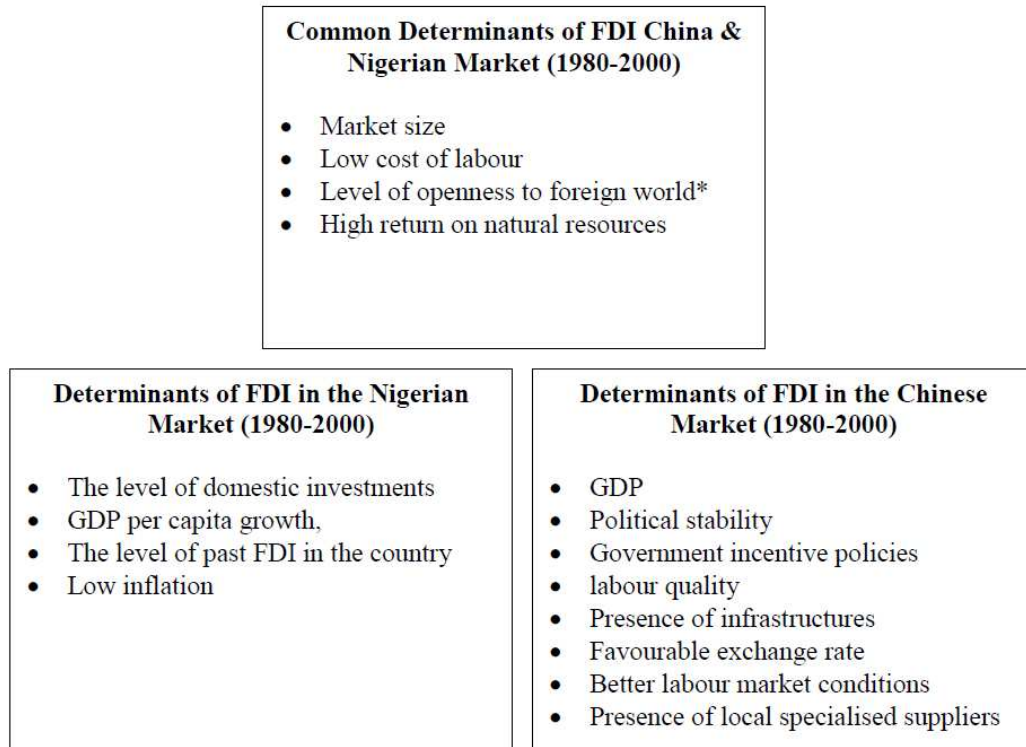 Common Determinants of FDI China &
Nigerian Market (1980-2000)
• Market size
• Low cost of labour
• Level of openness to foreign world*
• High return on natural resources
Determinants of FDI in the Nigerian
Market (1980-2000)
• The level of domestic investments
• GDP per capita growth,
• The level of past FDI in the country
• Low inflation
Determinants of FDI in the Chinese
Market (1980-2000)
• GDP
• Political stability
• Government incentive policies
• labour quality
• Presence of infrastructures
• Favourable exchange rate
• Better labour market conditions
• Presence of local specialised suppliers